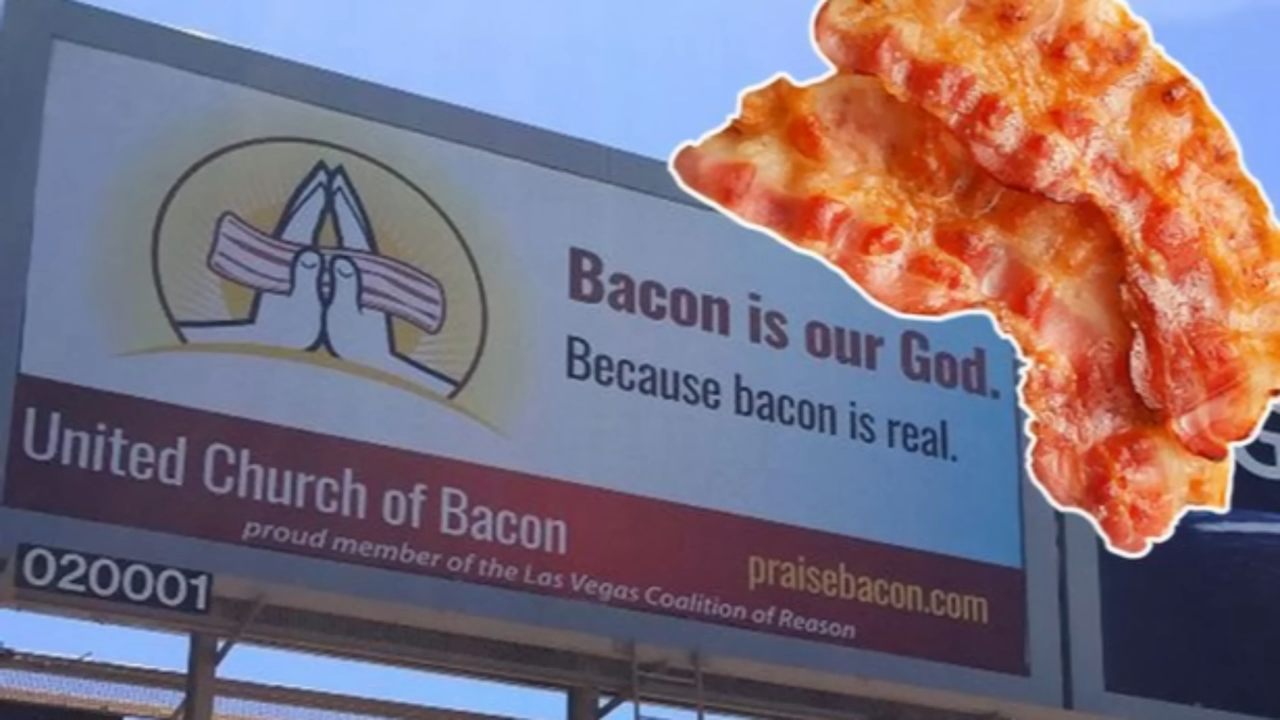 Bacon is our God.
Because bacon is real.
United Church of Bacon
praisebacon.com
proud member of the Las Vegas Coalition of Reason
020001